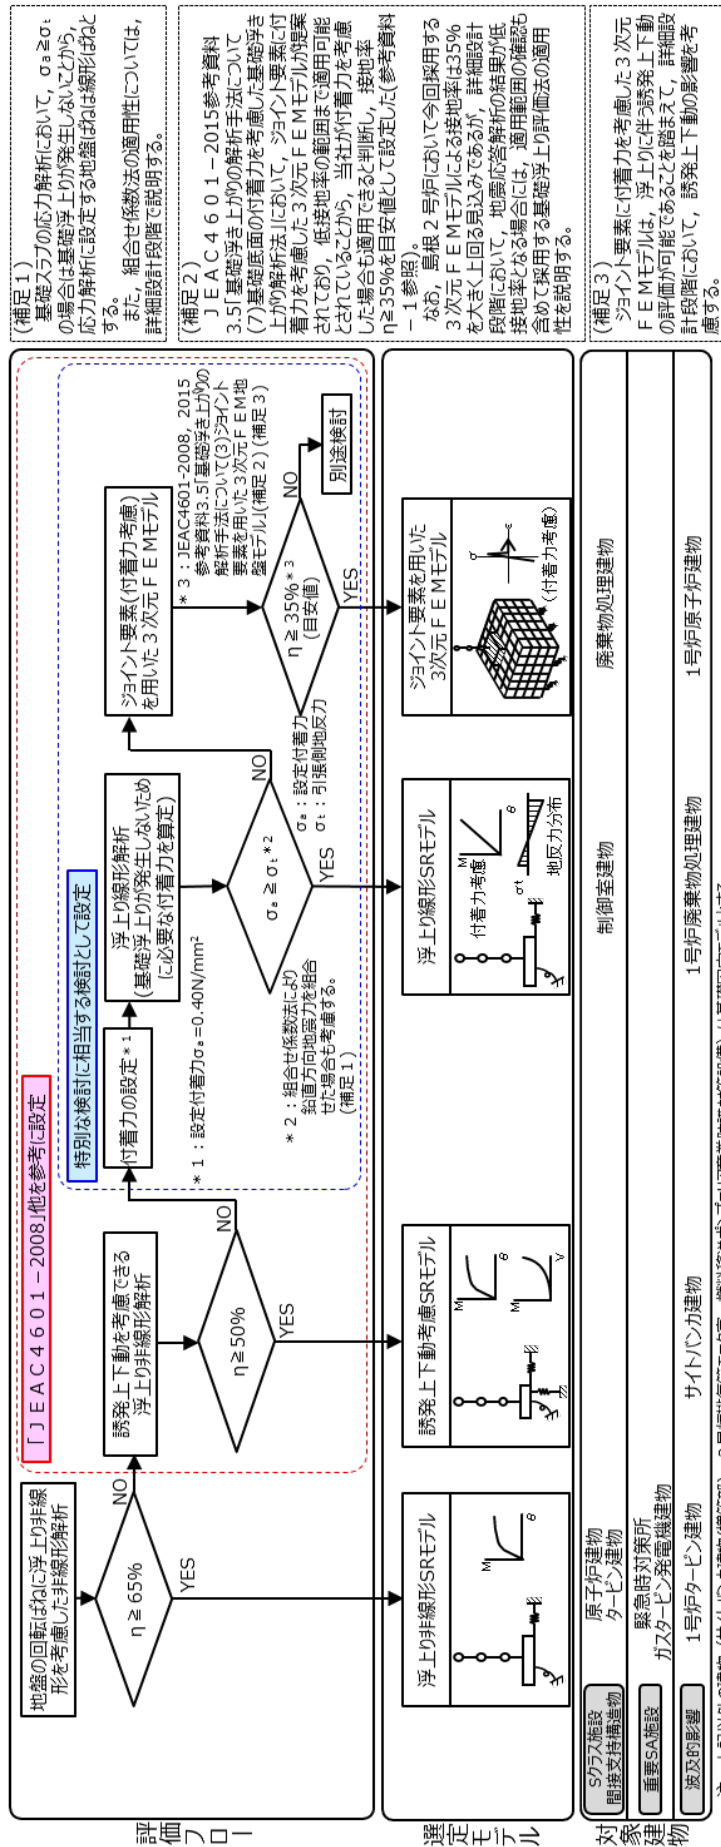 評価フロー
地盤の回転ばねに浮上り非線
形を考慮した非線形解析
η≧65%
NO
YES
「JEAC4601-2008」他を参考に設定
誘発上下動を考慮できる
浮上り非線形解析
η≧50%
NO
YES
特別な検討に相当する検討として設定
付着力の設定*1
*1:設定付着力σa=0.40N/mm2
浮上り線形解析
(基礎浮上りが発生しないため
に必要な付着力を算定)
σa≧σt*2
NO
YES
*2:組合せ係数法により
鉛直方向地震力を組合
せた場合も考慮する。
(補足1)
σa:設定付着力
σt:引張側地反力
ジョイント要素(付着力考慮)
を用いた3次元FEMモデル
*3:JEAC4601-2008, 2015
参考資料3.5「基礎浮き上がりの
解析手法について(3)ジョイント
要素を用いた3次元FEM地
盤モデル」(補足2)(補足3)
η≧35%*3
(目安値)
NO
YES
別途検討
選定モデル
浮上り非線形SRモデル
M
θ
誘発上下動考慮SRモデル
M
θ
V
浮上り線形SRモデル
付着力考慮
M
θ
σt
地反力分布
ジョイント要素を用いた
3次元FEMモデル
σ
ε
(付着力考慮)
対象建物
Sクラス施設
間接支持構造物
原子炉建物
タービン建物
制御室建物
廃棄物処理建物
重要SA施設
緊急時対策所
ガスタービン発電機建物
波及的影響
1号炉タービン建物
サイトバンカ建物
1号炉廃棄物処理建物
1号炉原子炉建物
(補足1)
基礎スラブの応力解析において,σa≧σt
の場合は基礎浮上りが発生しないことから,
応力解析に設定する地盤ばねは線形ばねと
する。
また,組合せ係数法の適用性については,
詳細設計段階で説明する。
(補足2)
JEAC4601-2015参考資料
3.5「基礎浮き上がりの解析手法について
(7)基礎底面の付着力を考慮した基礎浮き
上がり解析法」において,ジョイント要素に付
着力を考慮した3次元FEMモデルが提案
されており,低接地率の範囲まで適用可能
とされていることから,当社が付着力を考慮
した場合も適用できると判断し,接地率
η≧35%を目安値として設定した(参考資料
-1参照)。
なお,島根2号炉において今回採用する
3次元FEMモデルによる接地率は35%
を大きく上回る見込みであるが,詳細設計
段階において,地震応答解析の結果が低
接地率となる場合には,適用範囲の確認も
含めて採用する基礎浮上り評価法の適用
性を説明する。
(補足3)
ジョイント要素に付着力を考慮した3次元
FEMモデルは,浮上りに伴う誘発上下動
の評価が可能であることを踏まえて,詳細設
計段階において,誘発上下動の影響を考
慮する。